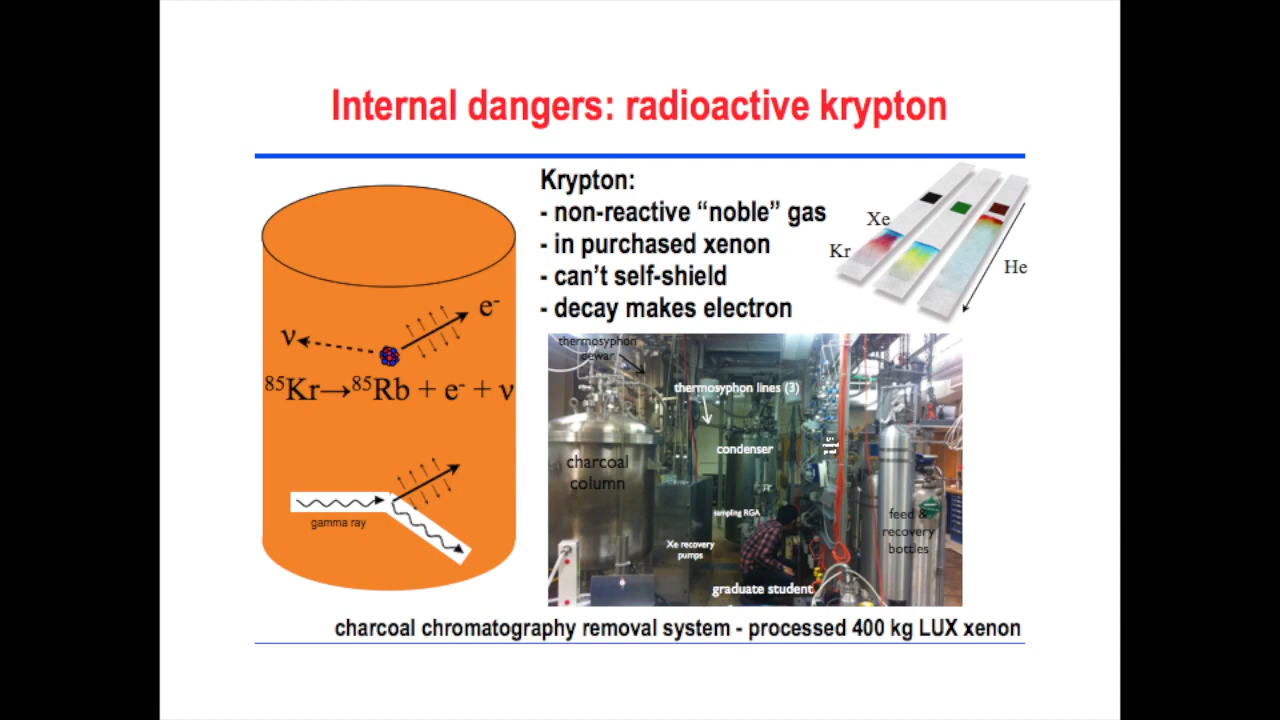 Internal dangers: radioactive krypton
Krypton:
- non-reactive “noble” gas
- in purchased xenon
- can’t self-shield
- decay makes electron
Xe
Kr
He
e-
ν
⁸⁵Kr→⁸⁵Rb + e- + ν
gamma ray
thermosyphon
dewar
thermosyphon lines (3)
condenser
charcoal
column
sampling RGA
feed &
recovery
bottles
Xe recovery
pumps
graduate student
charcoal chromatography removal system - processed 400 kg LUX xenon